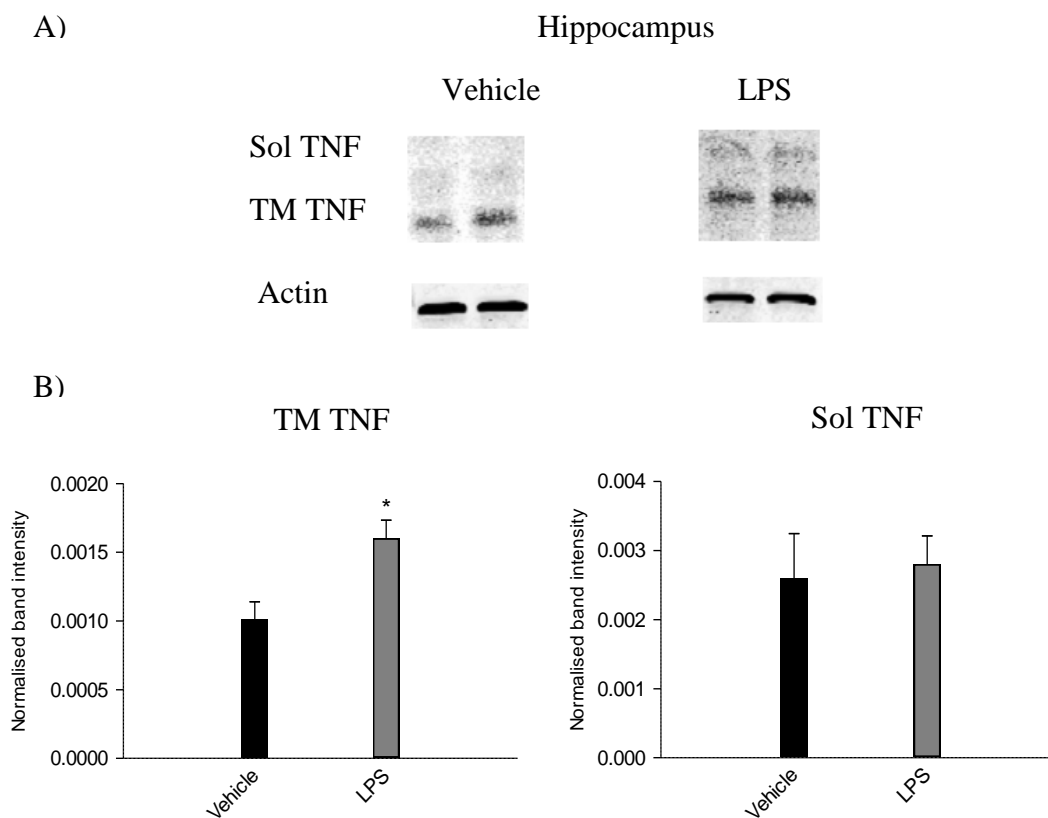 A)
Hippocampus
Vehicle LPS
Sol TNF
TM TNF
Actin
B)
TM TNF
Sol TNF
Normalised band intensity
0.0020
0.0015
0.0010
0.0005
0.0000
*
Vehicle
LPS
Normalised band intensity
0.004
0.003
0.002
0.001
0.000
Vehicle
LPS